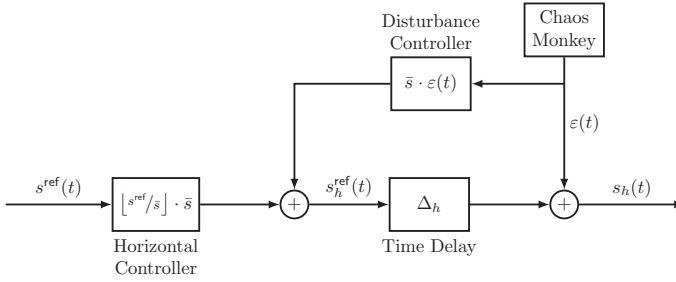 Disturbance
Controller
Chaos
Monkey
s̄ · ε(t)
ε(t)
s^ref(t)
⌊s^ref/s̄⌋ · s̄
+
s_h^ref(t)
Δ_h
+
s_h(t)
Horizontal
Controller
Time Delay